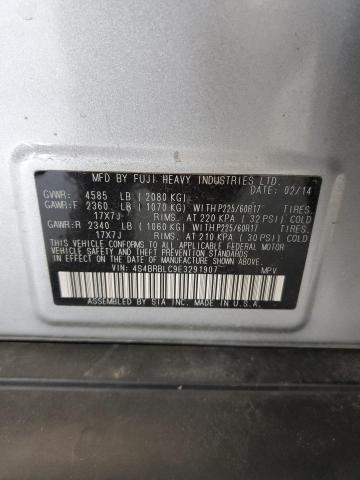 MFD BY FUJI HEAVY INDUSTRIES LTD.
DATE: 02/14
GVWR: 4585 LB ( 2080 KG)
GAWR:F 2360 LB ( 1070 KG) WITH P225/60R17 TIRES.
17X7J RIMS. AT 220 KPA ( 32 PSI) COLD
GAWR:R 2340 LB ( 1060 KG) WITH P225/60R17 TIRES.
17X7J RIMS. AT 210 KPA ( 30 PSI) COLD
THIS VEHICLE CONFORMS TO ALL APPLICABLE
FEDERAL MOTOR VEHICLE SAFETY, BUMPER,
AND THEFT PREVENTION STANDARDS IN EFFECT
ON THE DATE OF MANUFACTURE SHOWN ABOVE.
VIN: 4S4BRBLC9E3291907 MPV
ASSEMBLED BY SIA INC. MADE IN U.S.A.